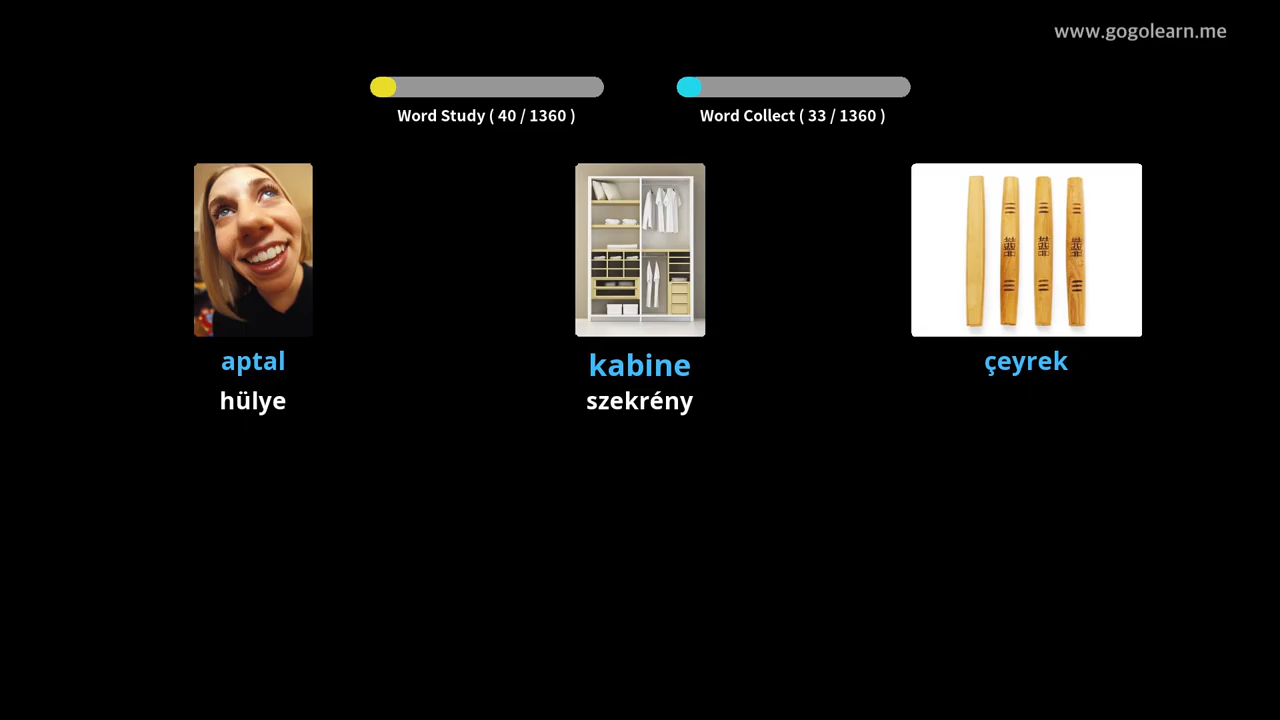 www.gogolearn.me
Word Study ( 40 / 1360 )
Word Collect ( 33 / 1360 )
aptal
kabine
çeyrek
hülye
szekrény